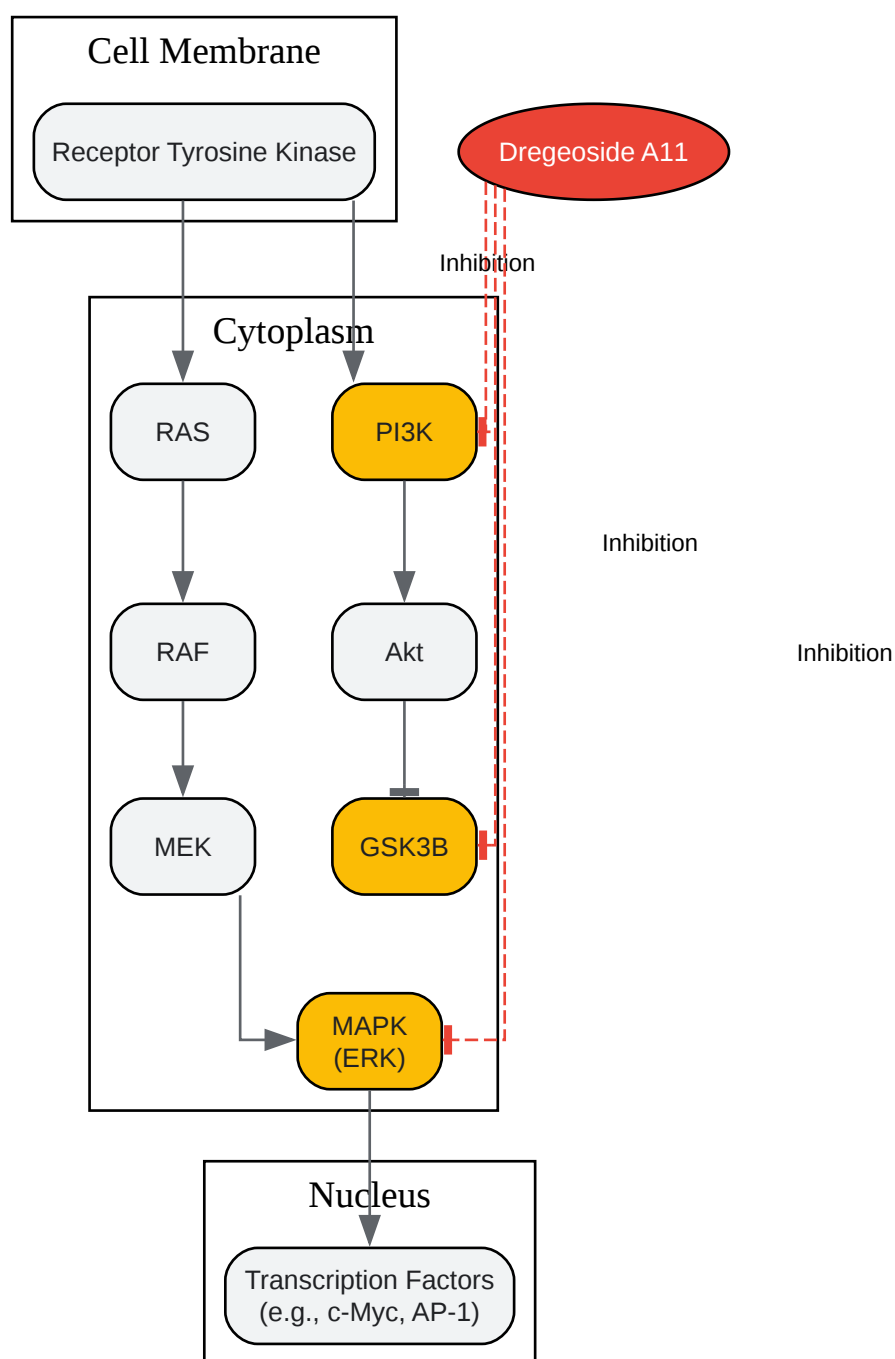 Cell Membrane
Receptor Tyrosine Kinase
Dregeoside A11
Inhibition
Cytoplasm
RAS
PI3K
Inhibition
RAF
Akt
Inhibition
MEK
GSK3B
MAPK
(ERK)
Nucleus
Transcription Factors
(e.g., c-Myc, AP-1)